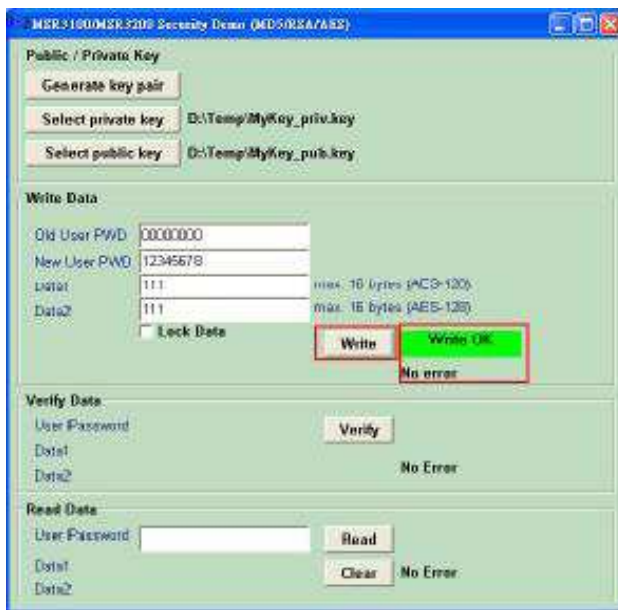 MSR3100/MSR3200 Security Demo (MD5/RSA/AES)
Public / Private Key
Generate key pair
Select private key D:\Temp\MyKey_priv.key
Select public key D:\Temp\MyKey_pub.key
Write Data
Old User PWD 00000000
New User PWD 12345678
Data1 111 max. 16 bytes (AES-128)
Data2 111 max. 16 bytes (AES-128)
Lock Data
Write Write OK
No error
Verify Data
User Password Verify
Data1
Data2 No Error
Read Data
User Password Read
Data1 Clear No Error
Data2